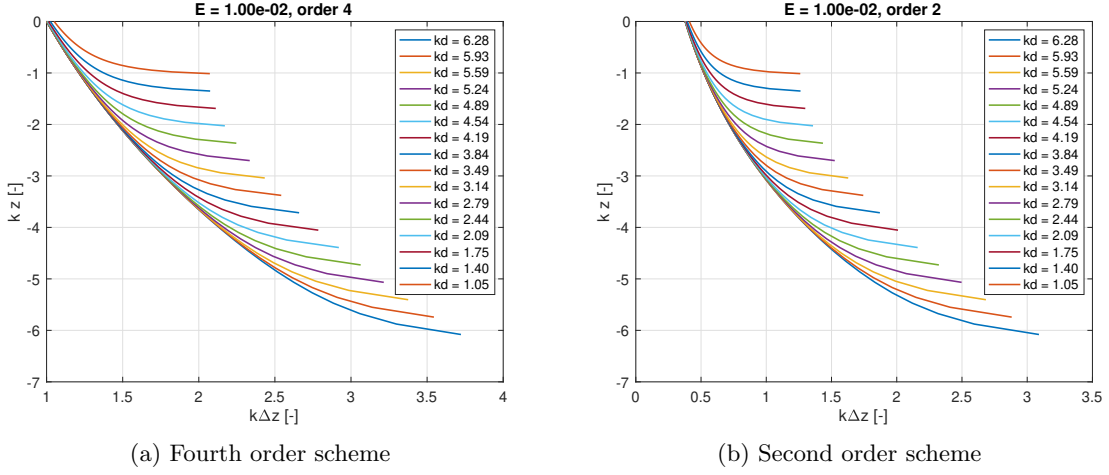 E = 1.00e-02, order 4
0
-1
-2
-3
-4
-5
-6
-7
k z [-]
1
1.5
2
2.5
3
3.5
4
k∆z [-]
kd = 6.28
kd = 5.93
kd = 5.59
kd = 5.24
kd = 4.89
kd = 4.54
kd = 4.19
kd = 3.84
kd = 3.49
kd = 3.14
kd = 2.79
kd = 2.44
kd = 2.09
kd = 1.75
kd = 1.40
kd = 1.05
(a) Fourth order scheme
E = 1.00e-02, order 2
0
-1
-2
-3
-4
-5
-6
-7
k z [-]
0
0.5
1
1.5
2
2.5
3
3.5
k∆z [-]
kd = 6.28
kd = 5.93
kd = 5.59
kd = 5.24
kd = 4.89
kd = 4.54
kd = 4.19
kd = 3.84
kd = 3.49
kd = 3.14
kd = 2.79
kd = 2.44
kd = 2.09
kd = 1.75
kd = 1.40
kd = 1.05
(b) Second order scheme